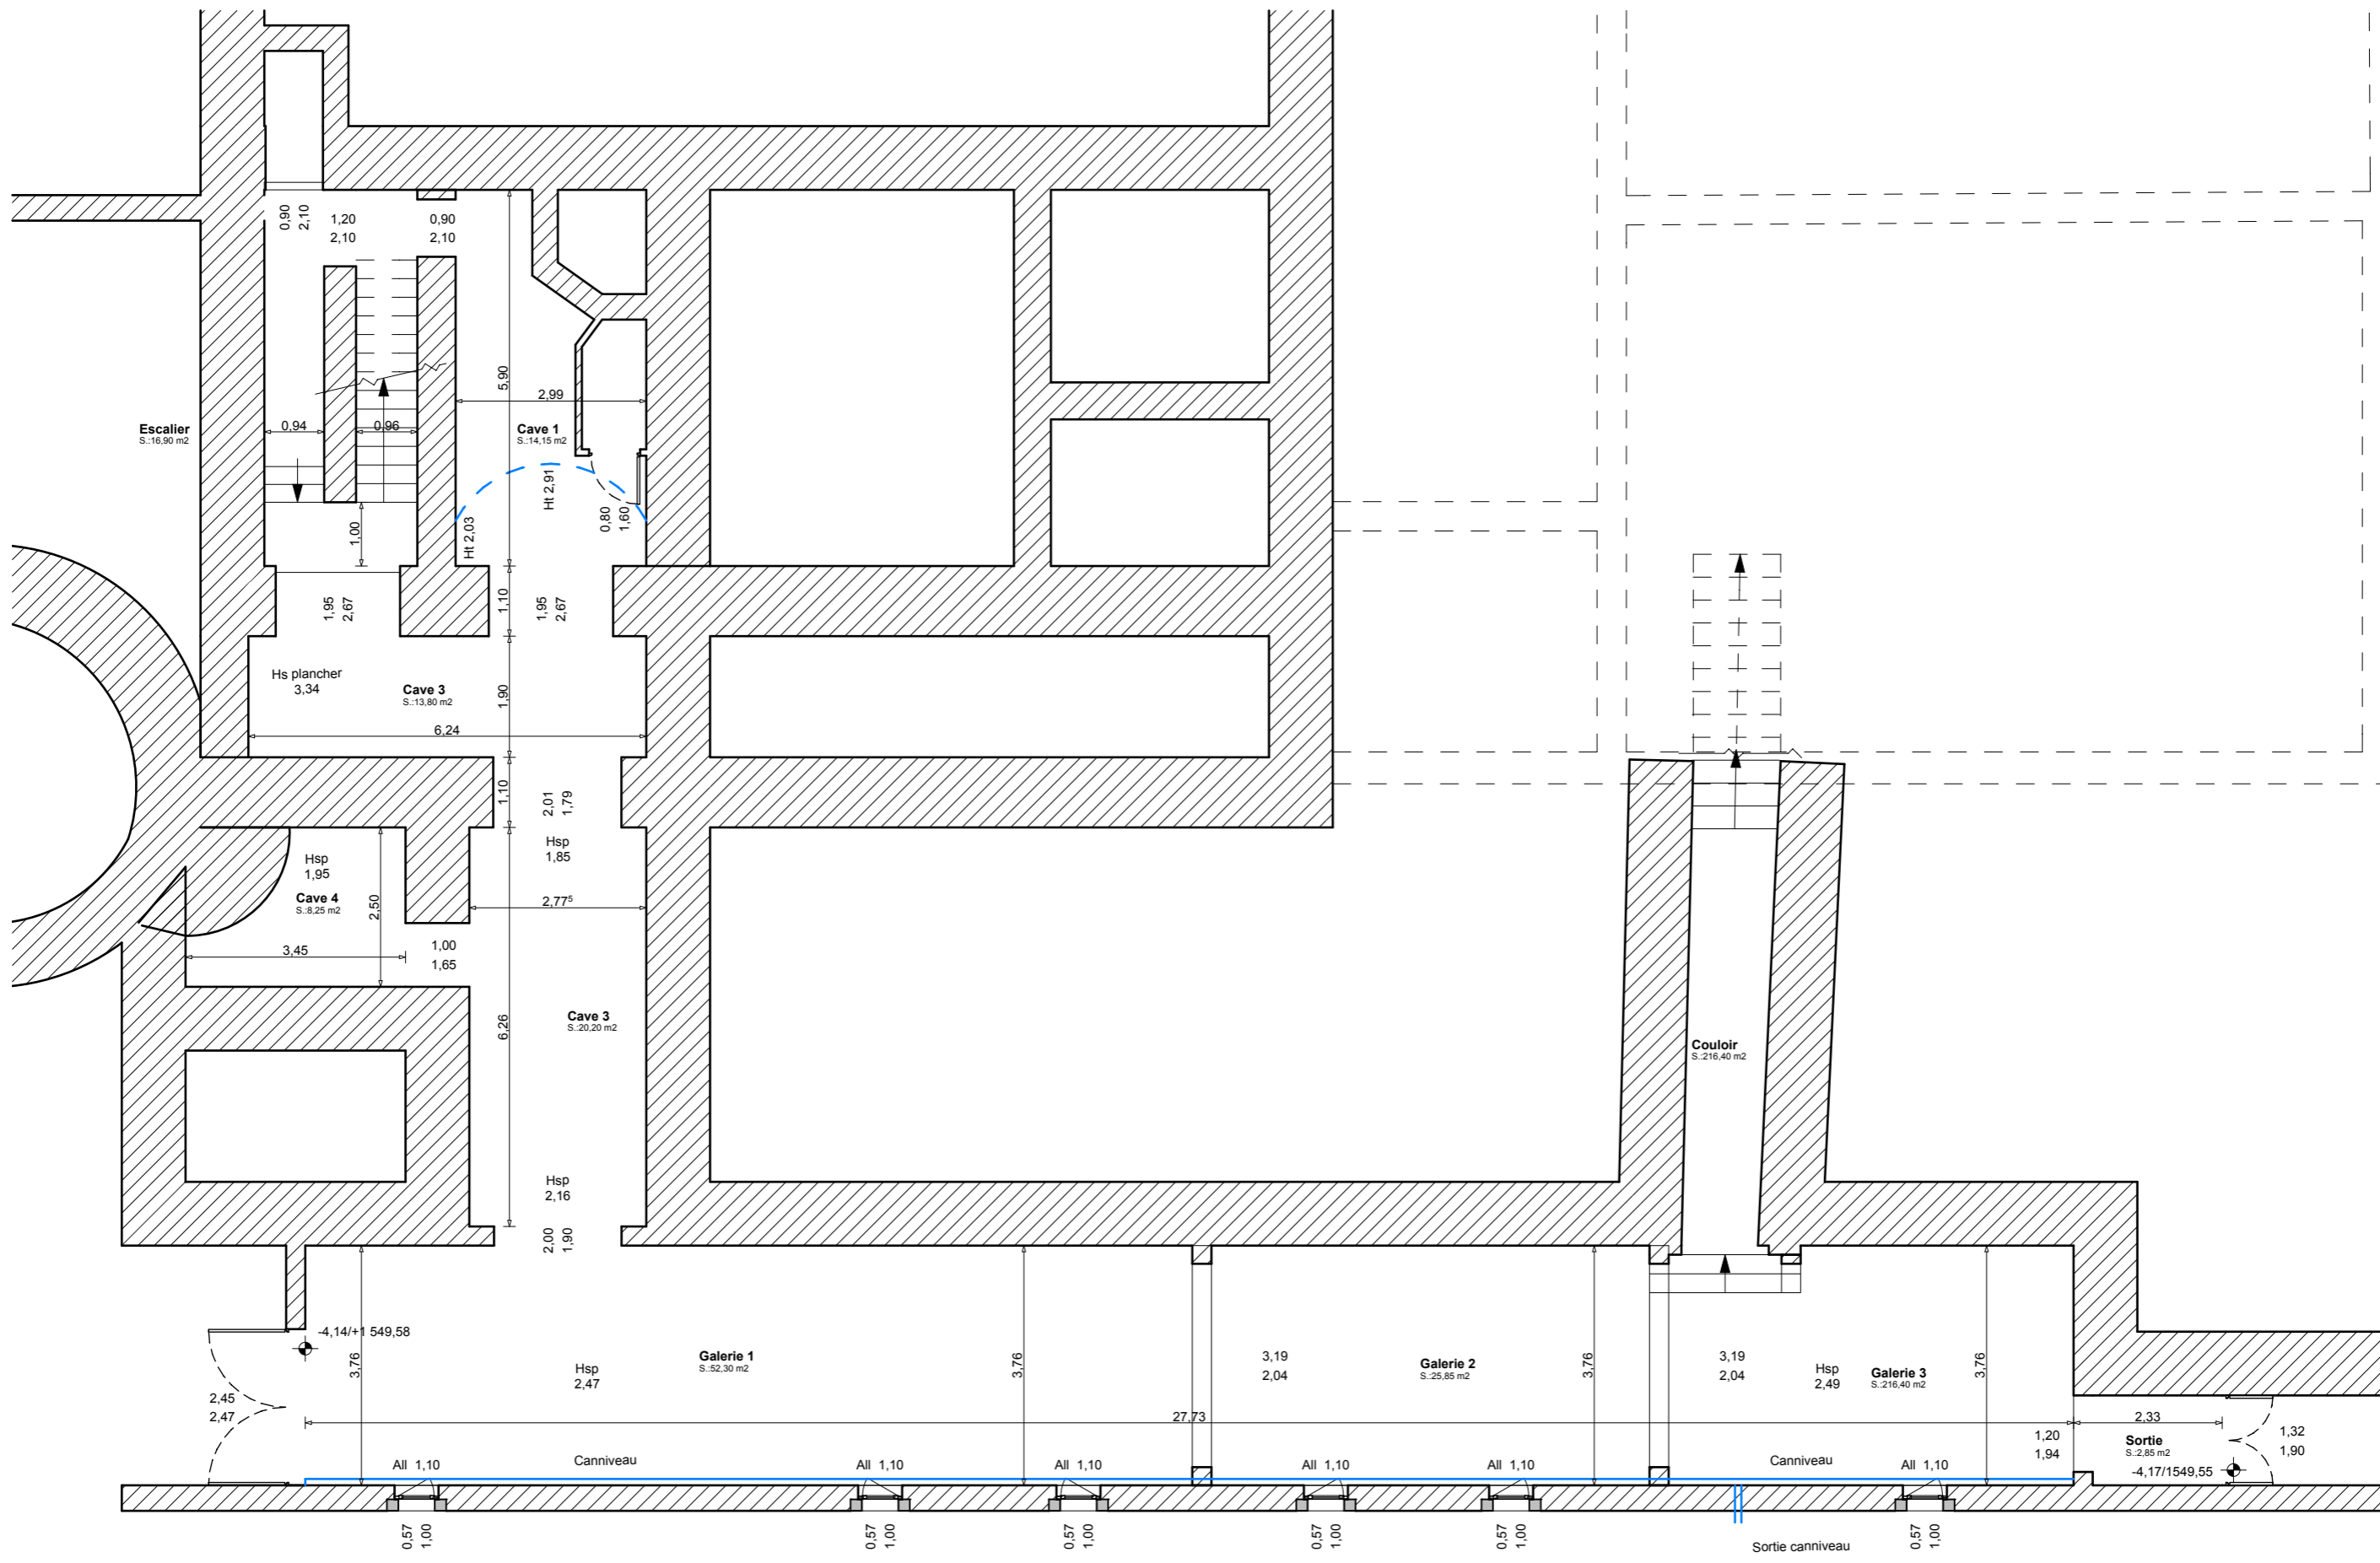 0,90
2,10
1,20
2,10
0,90
2,10
5,90
2,99
Escalier
S.:16,90 m2
0,94
0,96
Cave 1
S.:14,15 m2
Ht 2,91
Ht 2,03
0,80
1,60
1,00
1,95
2,67
1,10
1,95
2,67
Hs plancher
3,34
Cave 3
S.:13,80 m2
1,90
6,24
1,10
2,01
1,79
Hsp
1,85
Hsp
1,95
Cave 4
S.:8,25 m2
2,50
2,77⁵
3,45
1,00
1,65
6,26
Cave 3
S.:20,20 m2
Couloir
S.:216,40 m2
Hsp
2,16
2,00
1,90
-4,14/+1 549,58
3,76
Hsp
2,47
Galerie 1
S.:52,30 m2
3,76
3,19
2,04
Galerie 2
S.:25,85 m2
3,76
3,19
2,04
Hsp
2,49
Galerie 3
S.:216,40 m2
3,76
2,45
2,47
27,73
2,33
1,20
1,94
Sortie
S.:2,85 m2
1,32
1,90
-4,17/1549,55
All 1,10
Canniveau
All 1,10
All 1,10
All 1,10
All 1,10
Canniveau
All 1,10
0,57
1,00
0,57
1,00
0,57
1,00
0,57
1,00
0,57
1,00
Sortie canniveau
0,57
1,00